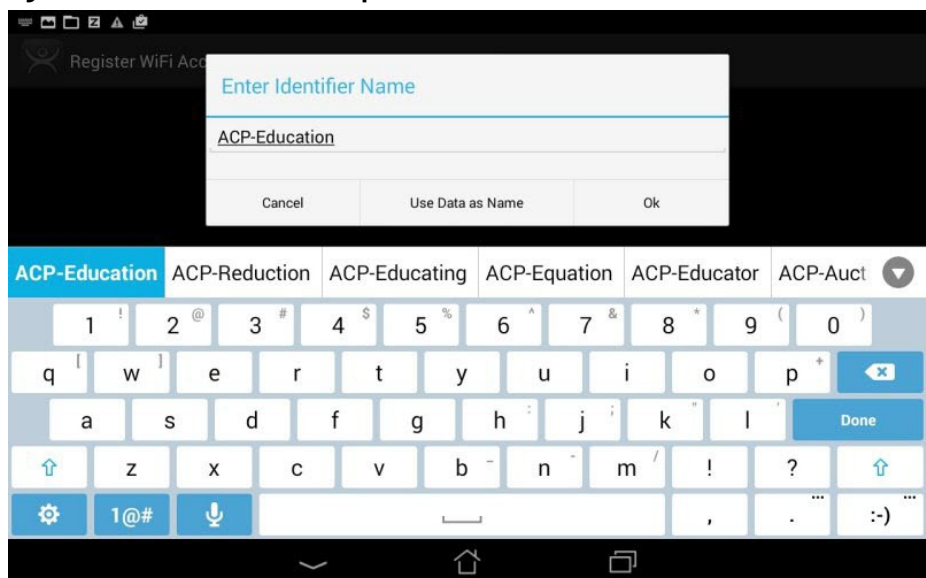 Register WiFi Acc
Enter Identifier Name
ACP-Education
Cancel Use Data as Name Ok
ACP-Education ACP-Reduction ACP-Educating ACP-Equation ACP-Educator ACP-Auct
1 ! 2 @ 3 # 4 $ 5 % 6 ^ 7 & 8 * 9 ( 0 )
q [ w ] e r t y u i o p +
a s d f g h : j ; k " l ' Done
z x c v b _ n - m / ! ?
1@# , . ... :-) ...